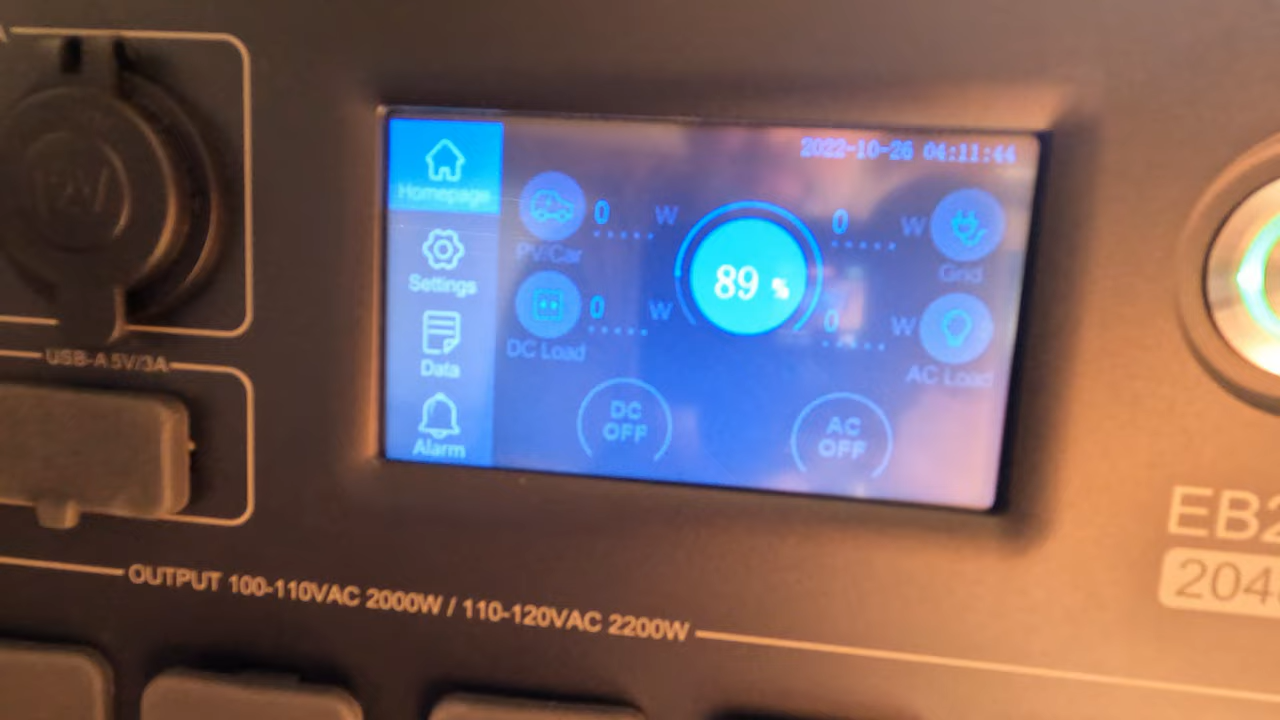 12V
USB-A 5V/3A
2022-10-26 04:11:44
Homepage
Settings
Data
Alarm
0 W
PV/Car
0 W
DC Load
89 %
0 W
Grid
0 W
AC Load
DC
OFF
AC
OFF
EB2
204
OUTPUT 100-110VAC 2000W / 110-120VAC 2200W